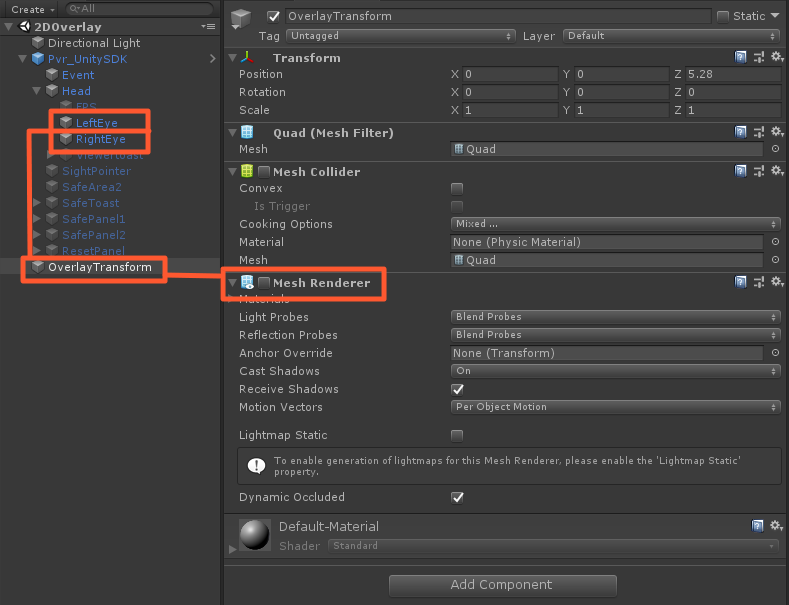 Create
All
2DOverlay
Directional Light
Pvr_UnitySDK
Event
Head
FPS
LeftEye
RightEye
Viewertoast
SightPointer
SafeArea2
SafeToast
SafePanel1
SafePanel2
ResetPanel
OverlayTransform
OverlayTransform Static
Tag Untagged Layer Default
Transform
Position X 0 Y 0 Z 5.28
Rotation X 0 Y 0 Z 0
Scale X 1 Y 1 Z 1
Quad (Mesh Filter)
Mesh Quad
Mesh Collider
Convex
Is Trigger
Cooking Options Mixed ...
Material None (Physic Material)
Mesh Quad
Mesh Renderer
Materials
Light Probes Blend Probes
Reflection Probes Blend Probes
Anchor Override None (Transform)
Cast Shadows On
Receive Shadows
Motion Vectors Per Object Motion
Lightmap Static
To enable generation of lightmaps for this Mesh Renderer, please enable the 'Lightmap Static'
property.
Dynamic Occluded
Default-Material
Shader Standard
Add Component